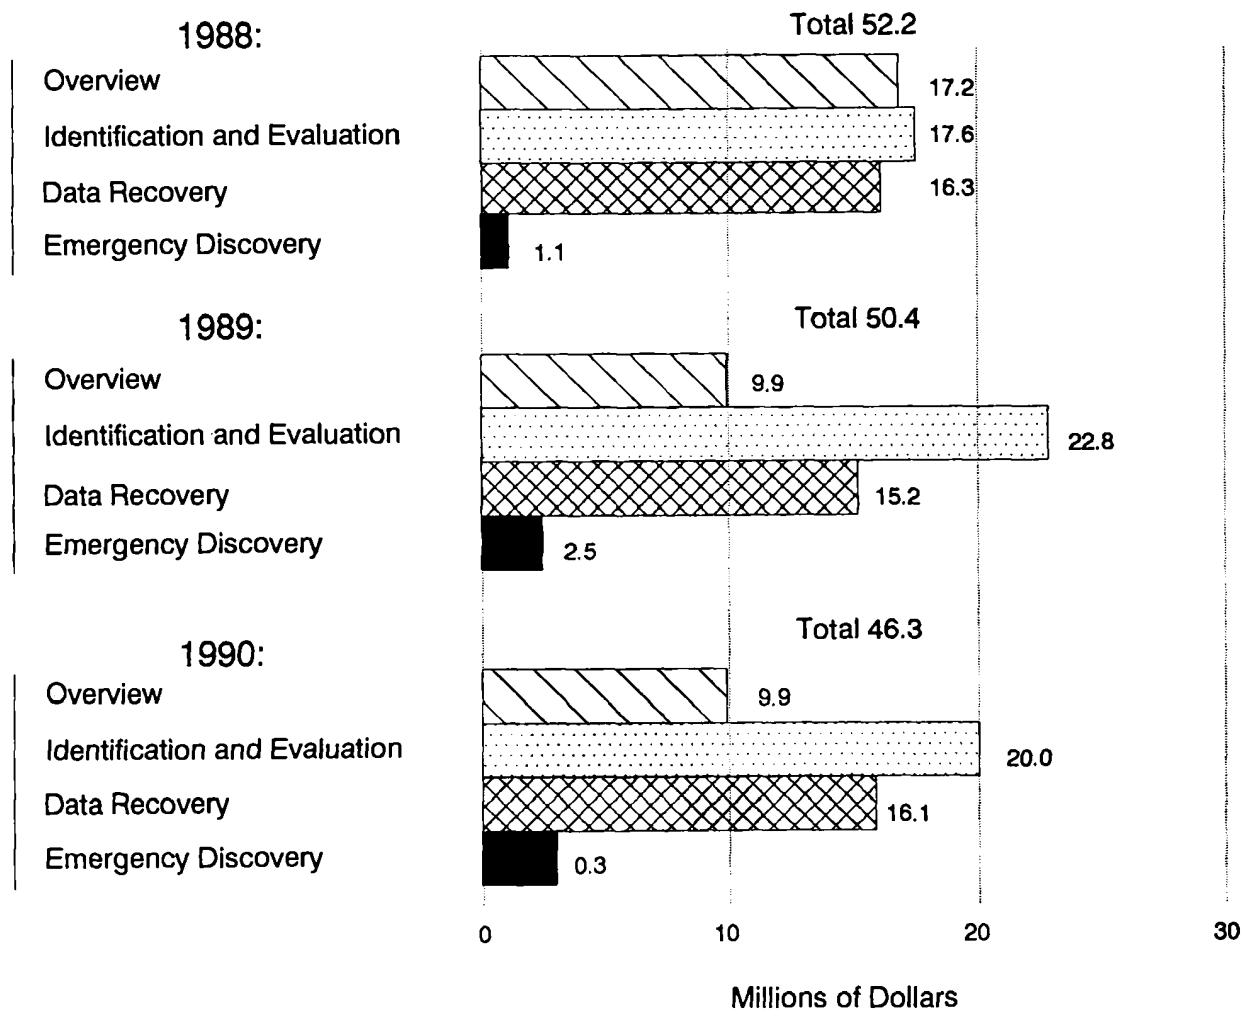 1988:
Total 52.2
Overview
17.2
Identification and Evaluation
17.6
Data Recovery
16.3
Emergency Discovery
1.1
1989:
Total 50.4
Overview
9.9
Identification and Evaluation
22.8
Data Recovery
15.2
Emergency Discovery
2.5
1990:
Total 46.3
Overview
9.9
Identification and Evaluation
20.0
Data Recovery
16.1
Emergency Discovery
0.3
0 10 20 30
Millions of Dollars